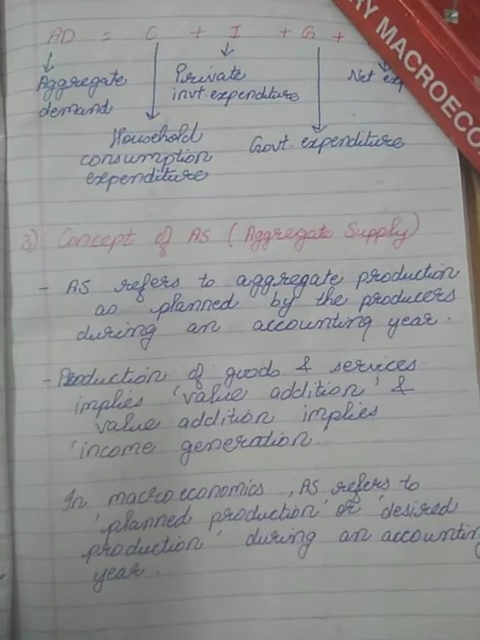 AD = C + I + G +
Aggregate demand
Private invt. expenditure
Net exp
Household consumption expenditure
Govt. expenditure
RY MACROECO
3) Concept of AS (Aggregate Supply)
- AS refers to aggregate production
as planned by the producers
during an accounting year.
- Production of goods & services
implies 'value addition' &
value addition implies
'income generation
In macroeconomics, AS refers to
'planned production' or 'desired
production' during an accountin
year.